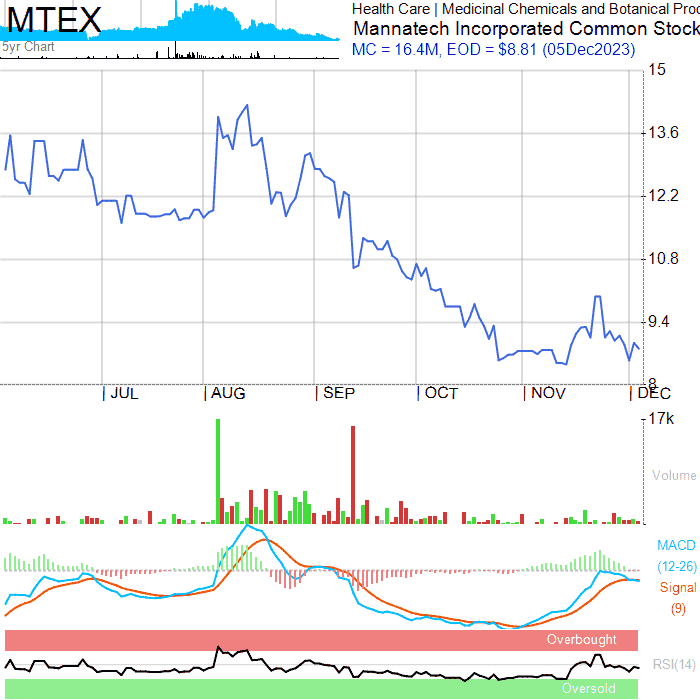 MTEX
5yr Chart
Health Care | Medicinal Chemicals and Botanical Proc
Mannatech Incorporated Common Stock
MC = 16.4M, EOD = $8.81 (05Dec2023)
15
13.6
12.2
10.8
9.4
8
JUL
AUG
SEP
OCT
NOV
DEC
17k
Volume
MACD
(12-26)
Signal
(9)
Overbought
RSI(14)
Oversold